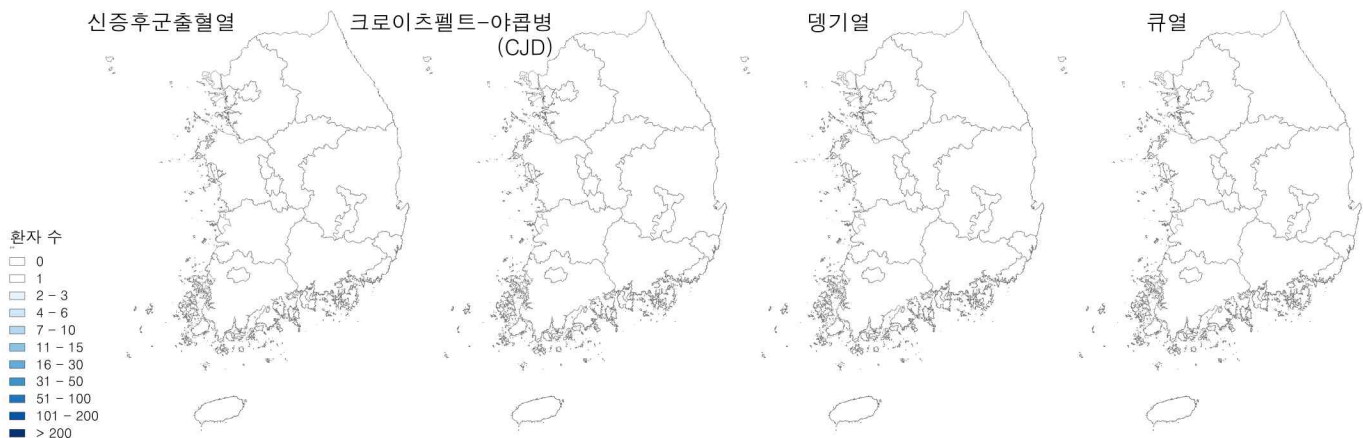 신증후군출혈열
크로이츠펠트-야콥병
(CJD)
뎅기열
큐열
환자 수
0
1
2 - 3
4 - 6
7 - 10
11 - 15
16 - 30
31 - 50
51 - 100
101 - 200
> 200